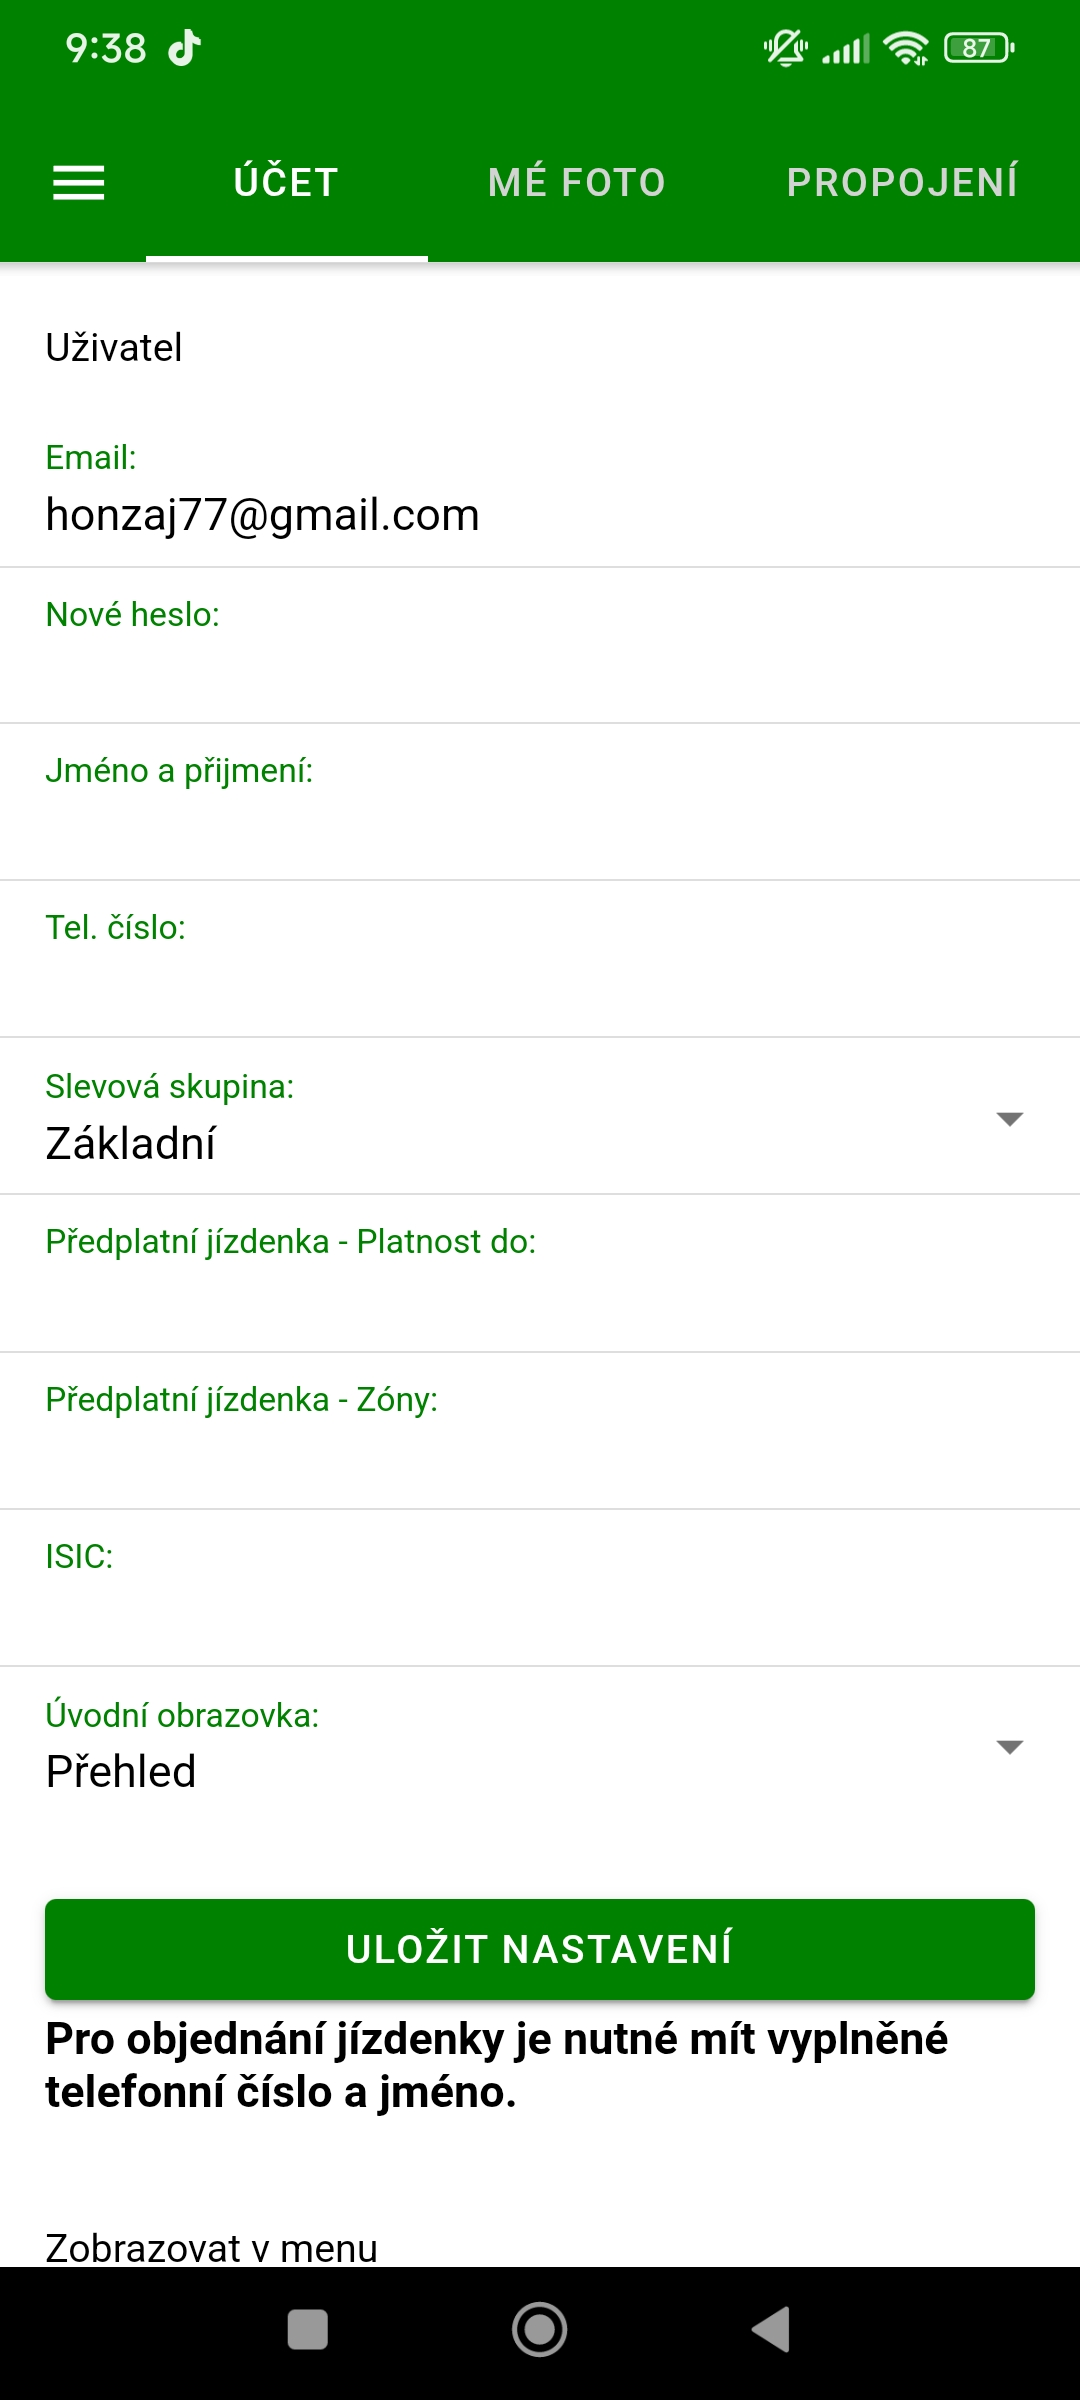 9:38
87
ÚČET MÉ FOTO PROPOJENÍ
Uživatel
Email:
honzaj77@gmail.com
Nové heslo:
Jméno a přijmení:
Tel. číslo:
Slevová skupina:
Základní
Předplatní jízdenka - Platnost do:
Předplatní jízdenka - Zóny:
ISIC:
Úvodní obrazovka:
Přehled
ULOŽIT NASTAVENÍ
Pro objednání jízdenky je nutné mít vyplněné
telefonní číslo a jméno.
Zobrazovat v menu